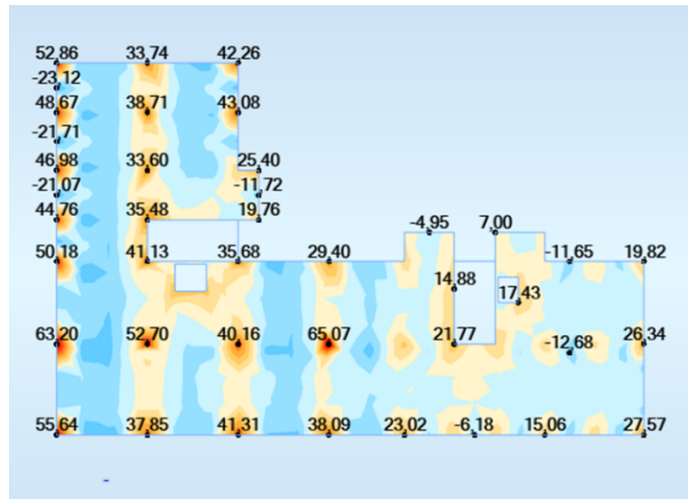 52,86 33,74 42,26
-23,12
48,67 38,71 43,08
-21,71
46,98 33,60 25,40
-21,07 -11,72
44,76 35,48 19,76
-4,95 7,00
50,18 41,13 35,68 29,40 -11,65 19,82
14,88 17,43
63,20 52,70 40,16 65,07 21,77 -12,68 26,34
55,64 37,85 41,31 38,09 23,02 -6,18 15,06 27,57
-